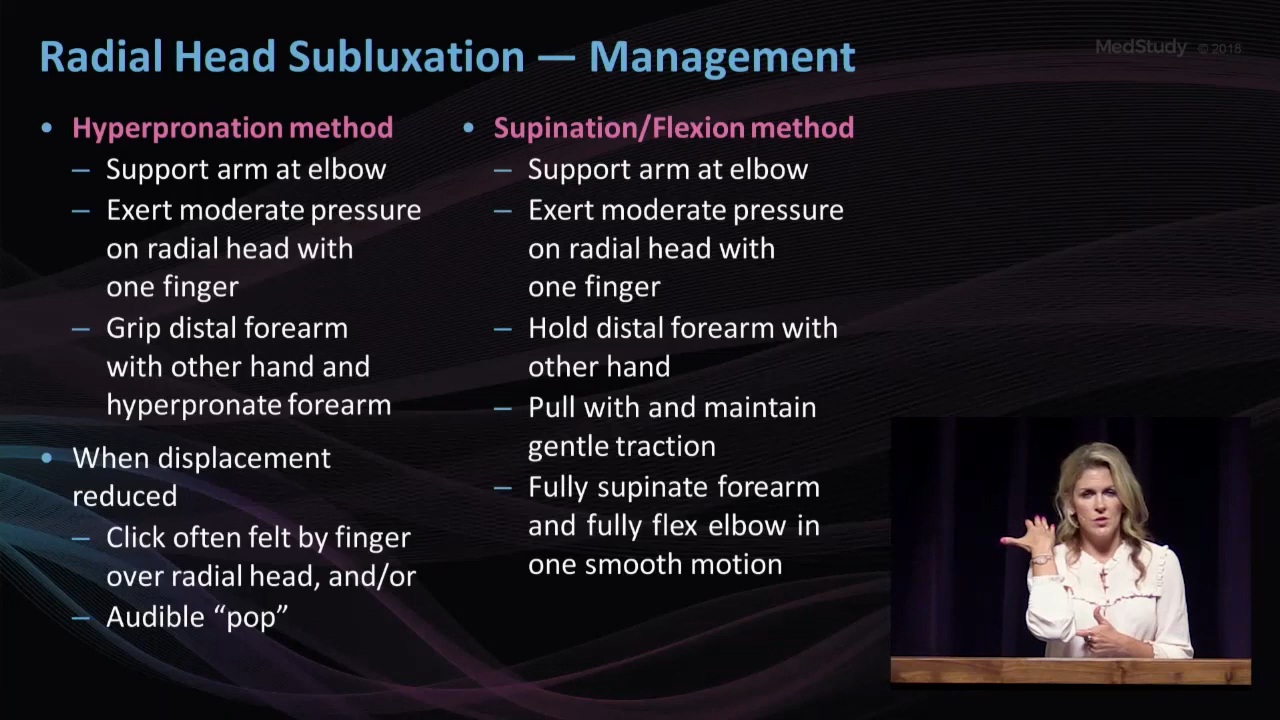 Radial Head Subluxation — Management
MedStudy © 2018
• Hyperpronation method
– Support arm at elbow
– Exert moderate pressure
on radial head with
one finger
– Grip distal forearm
with other hand and
hyperpronate forearm
• When displacement
reduced
– Click often felt by finger
over radial head, and/or
– Audible “pop”
• Supination/Flexion method
– Support arm at elbow
– Exert moderate pressure
on radial head with
one finger
– Hold distal forearm with
other hand
– Pull with and maintain
gentle traction
– Fully supinate forearm
and fully flex elbow in
one smooth motion